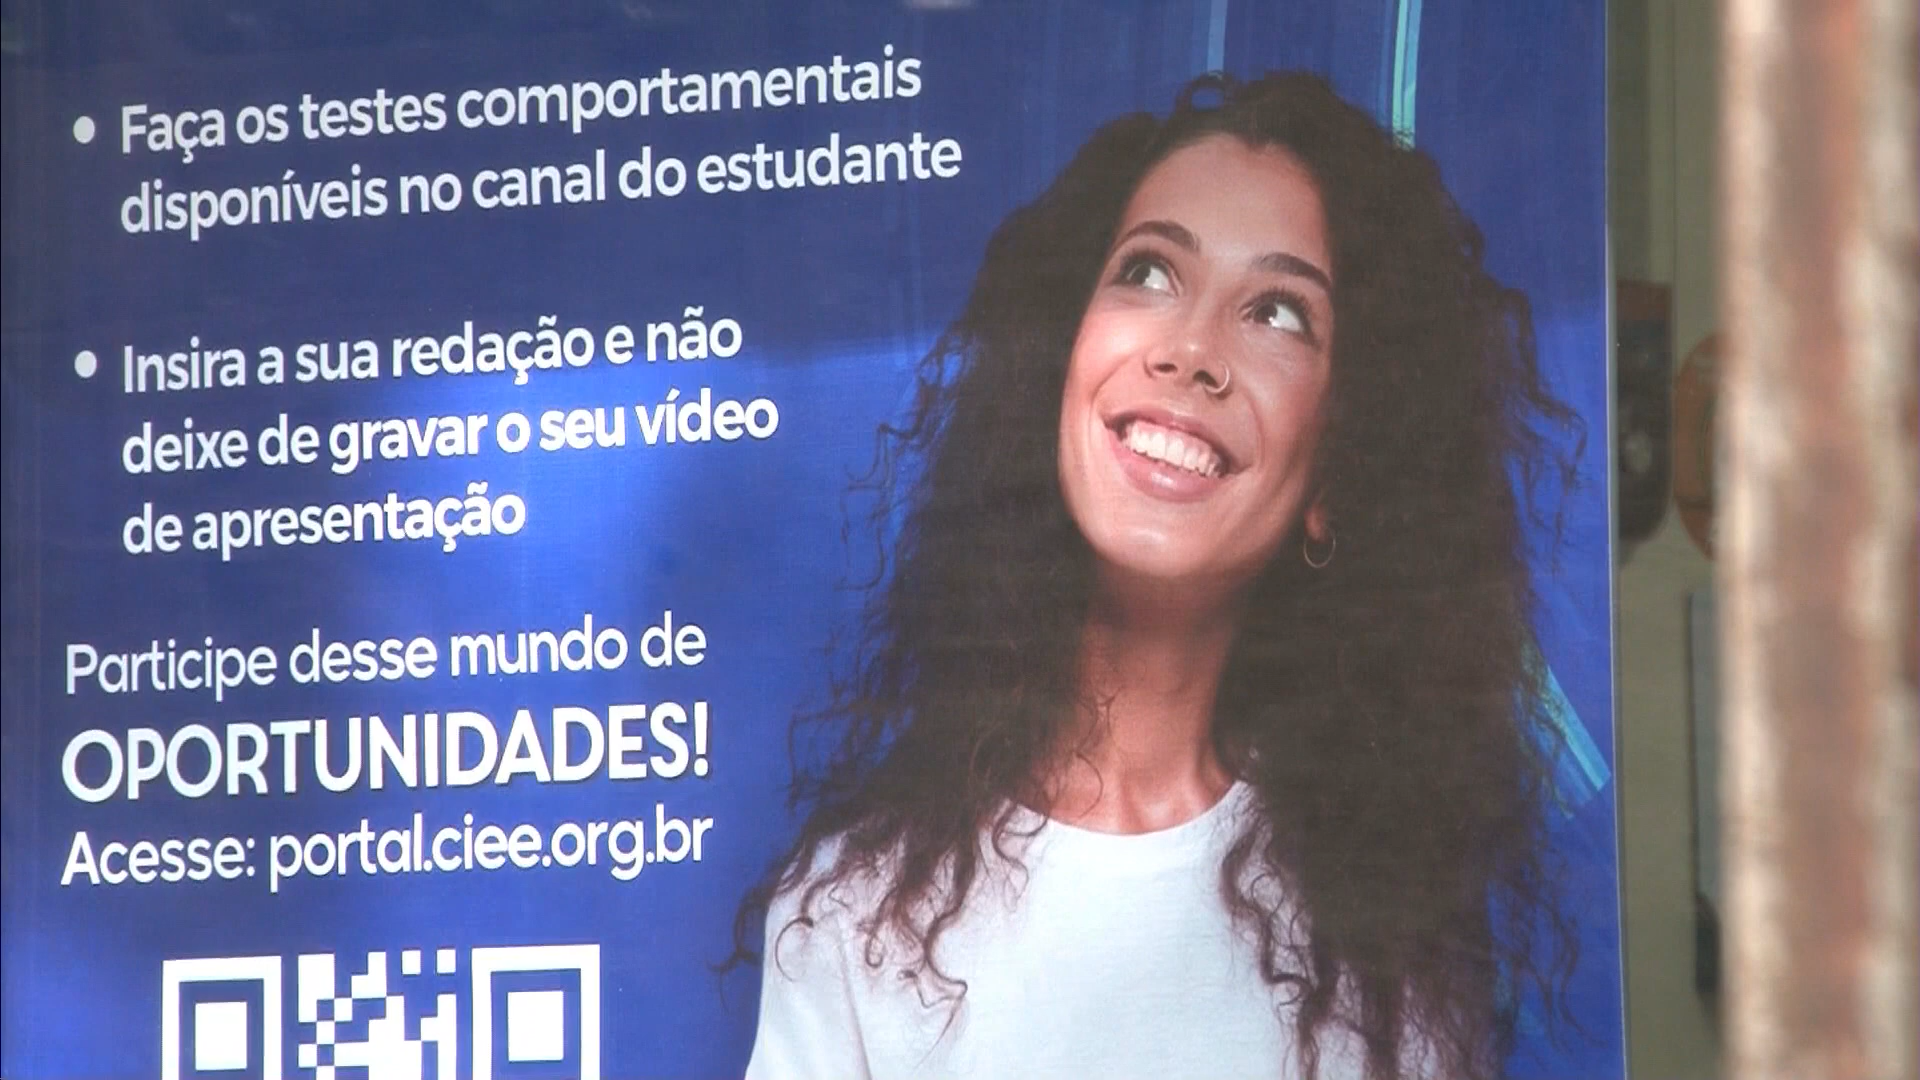 • Faça os testes comportamentais
disponíveis no canal do estudante
• Insira a sua redação e não
deixe de gravar o seu vídeo
de apresentação
Participe desse mundo de
OPORTUNIDADES!
Acesse: portal.ciee.org.br